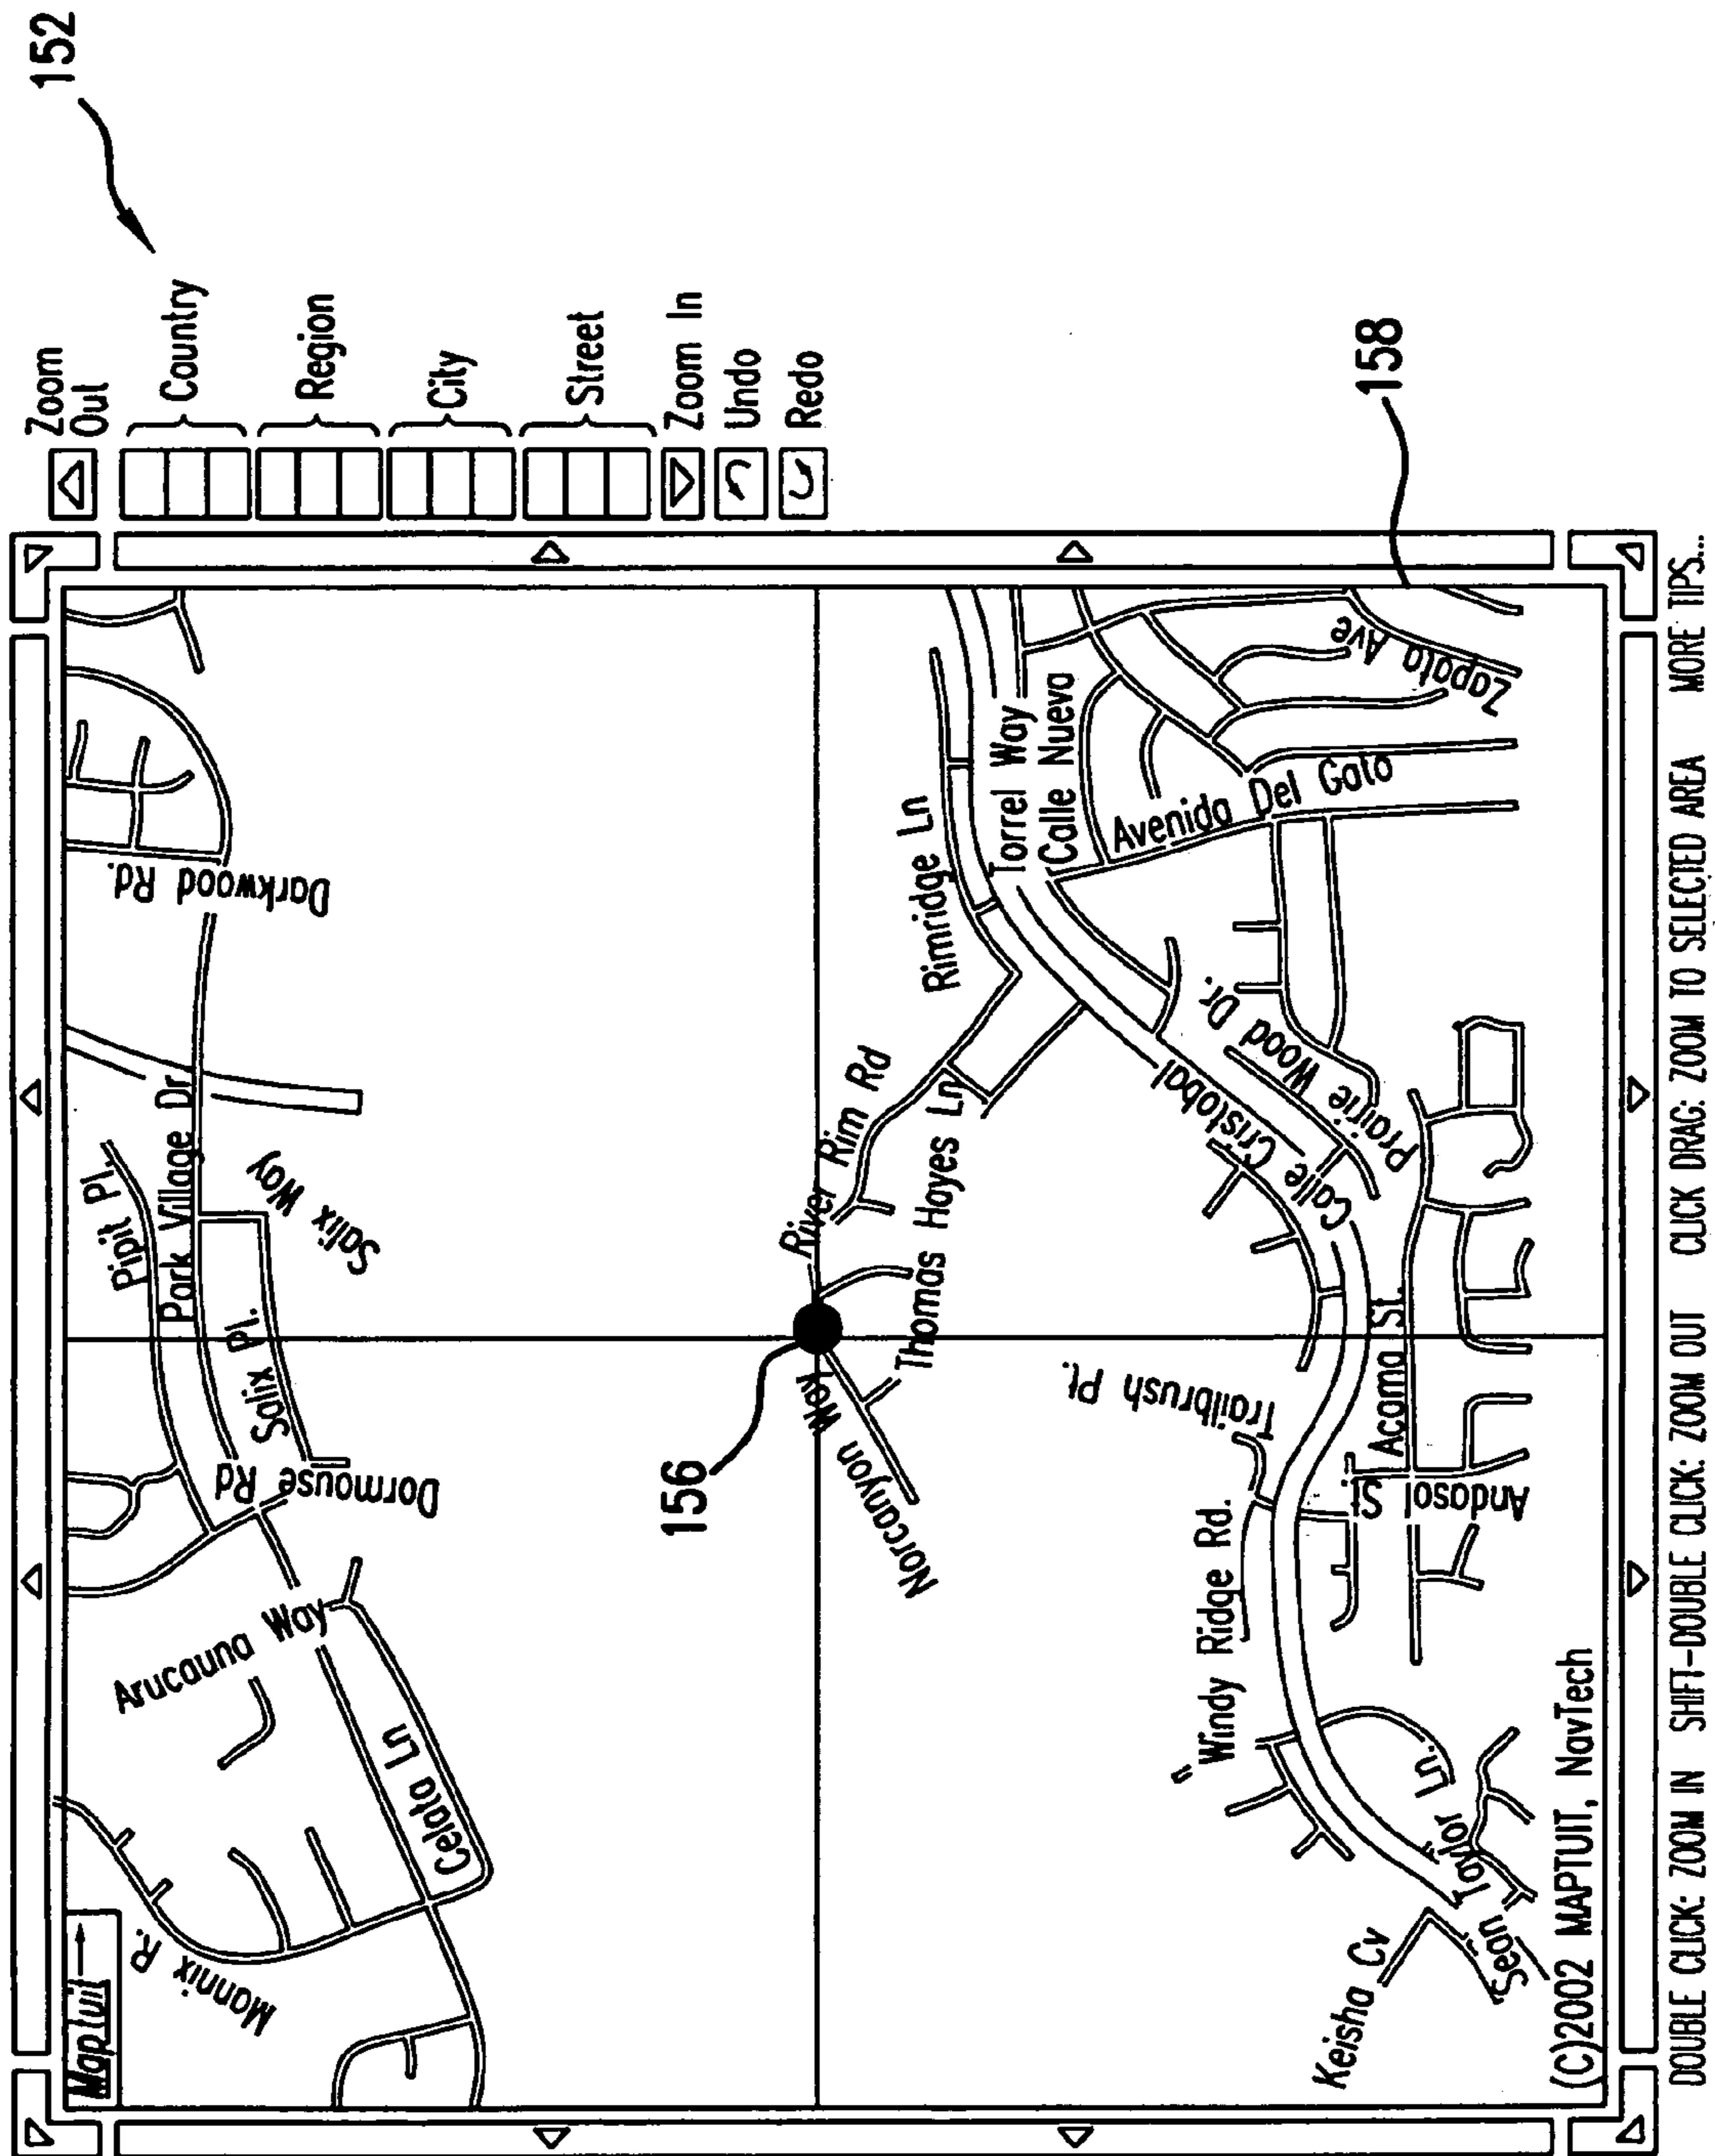 152
Zoom
Out
Country
Region
City
Street
Zoom In
Undo
Redo
Maptuit
Mannix R.
Arucauna Way
Celata Ln
Dormouse Rd
Pipit Pl.
Park Village Dr
Salix Pl.
Salix Way
Darkwood Rd.
156
Norcanyon Way
River Rim Rd
Thomas Hayes Ln
Rimridge Ln
Torrel Way
Calle Nueva
Avenida Del Gato
Zapata Ave
Calle Cristobal
Prairie Wood Dr.
Trailbrush Pt.
Windy Ridge Rd.
Acama St.
Andasol St.
Keisha Cv
Sean Taylor Ln.
158
(C)2002 MAPTUIT, NavTech
DOUBLE CLICK: ZOOM IN SHIFT-DOUBLE CLICK: ZOOM OUT CLICK DRAG: ZOOM TO SELECTED AREA MORE TIPS...